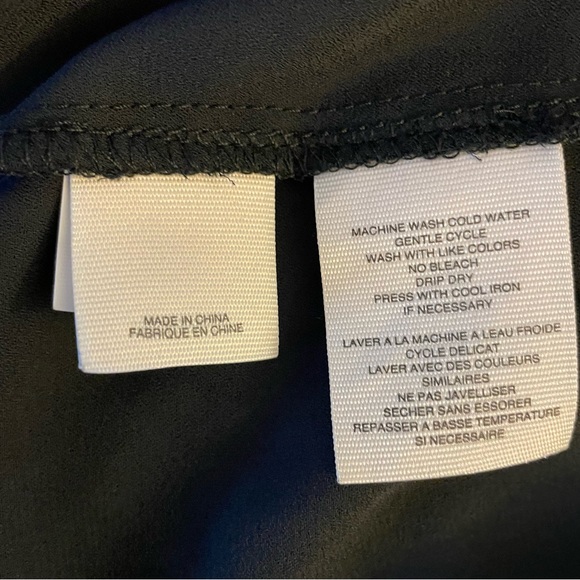 MADE IN CHINA
FABRIQUE EN CHINE
MACHINE WASH COLD WATER
GENTLE CYCLE
WASH WITH LIKE COLORS
NO BLEACH
DRIP DRY
PRESS WITH COOL IRON
IF NECESSARY
LAVER A LA MACHINE A LEAU FROIDE
CYCLE DELICAT
LAVER AVEC DES COULEURS
SIMILAIRES
NE PAS JAVELLISER
SECHER SANS ESSORER
REPASSER A BASSE TEMPERATURE
SI NECESSAIRE